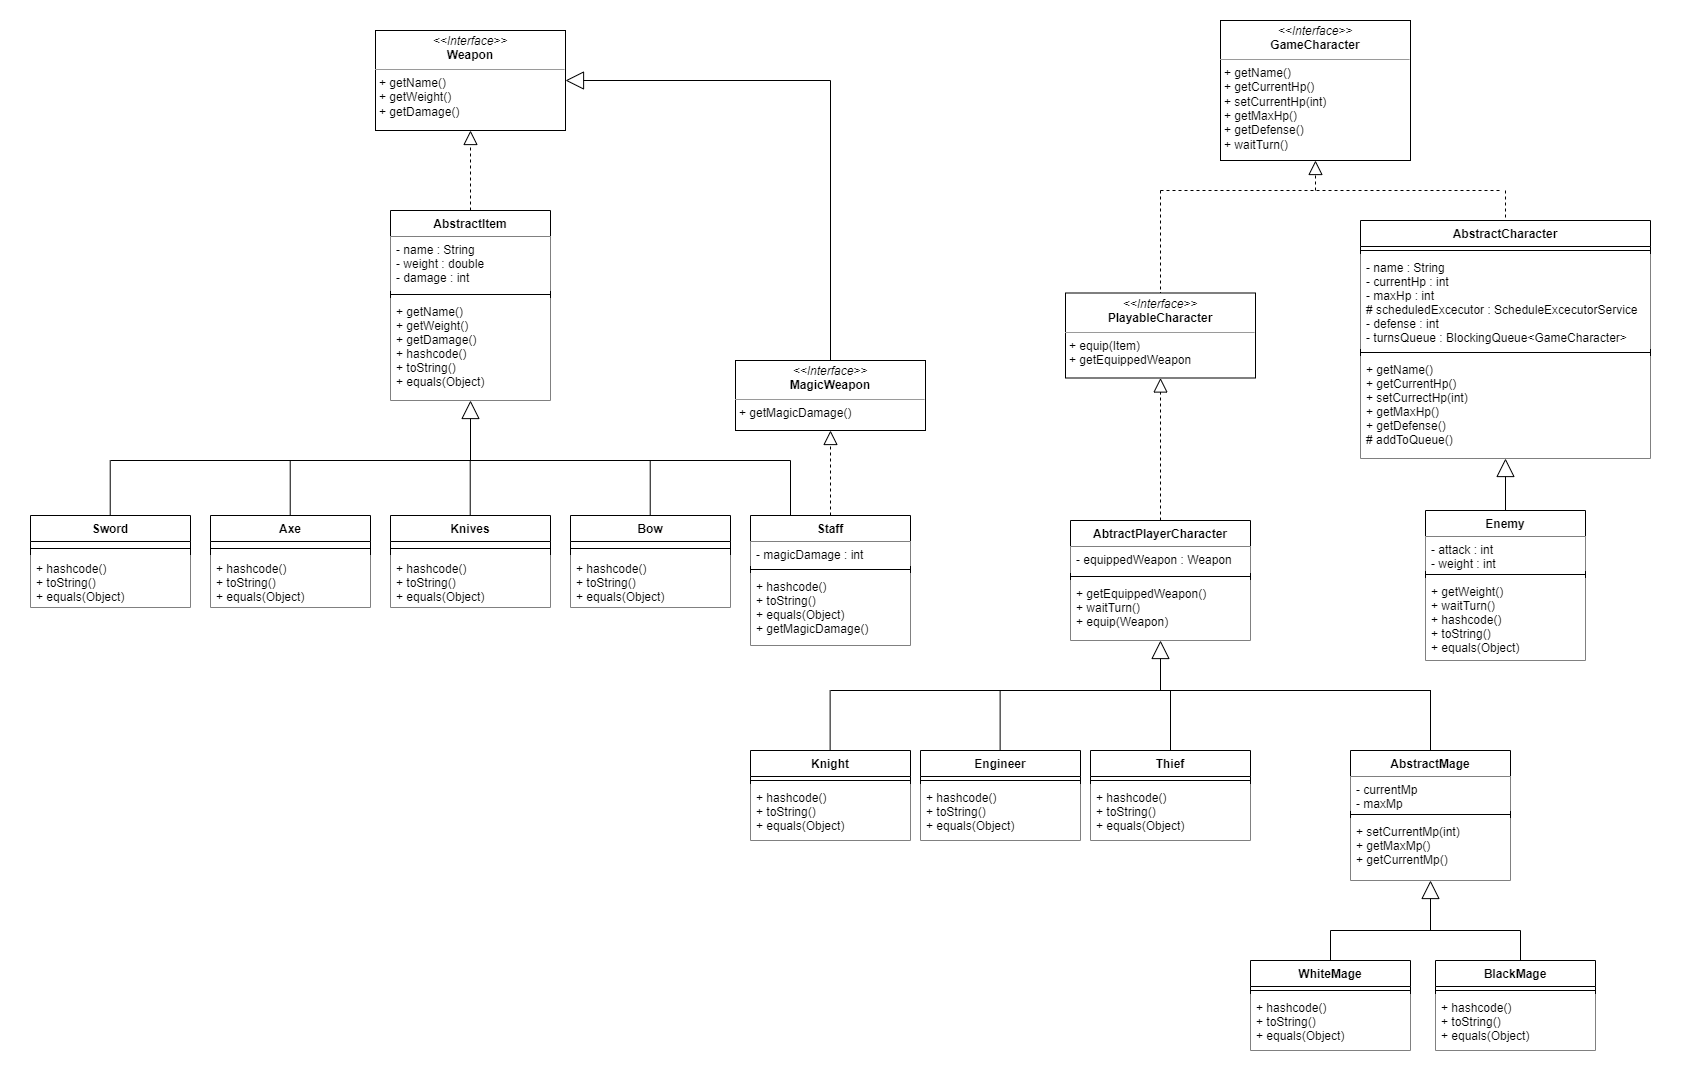 <<Interface>>
Weapon
+ getName()
+ getWeight()
+ getDamage()
<<Interface>>
GameCharacter
+ getName()
+ getCurrentHp()
+ setCurrentHp(int)
+ getMaxHp()
+ getDefense()
+ waitTurn()
AbstractItem
- name : String
- weight : double
- damage : int
+ getName()
+ getWeight()
+ getDamage()
+ hashcode()
+ toString()
+ equals(Object)
AbstractCharacter
- name : String
- currentHp : int
- maxHp : int
# scheduledExcecutor : ScheduleExcecutorService
- defense : int
- turnsQueue : BlockingQueue<GameCharacter>
+ getName()
+ getCurrentHp()
+ setCurrectHp(int)
+ getMaxHp()
+ getDefense()
# addToQueue()
<<Interface>>
PlayableCharacter
+ equip(Item)
+ getEquippedWeapon
<<Interface>>
MagicWeapon
+ getMagicDamage()
Sword
+ hashcode()
+ toString()
+ equals(Object)
Axe
+ hashcode()
+ toString()
+ equals(Object)
Knives
+ hashcode()
+ toString()
+ equals(Object)
Bow
+ hashcode()
+ toString()
+ equals(Object)
Staff
- magicDamage : int
+ hashcode()
+ toString()
+ equals(Object)
+ getMagicDamage()
AbtractPlayerCharacter
- equippedWeapon : Weapon
+ getEquippedWeapon()
+ waitTurn()
+ equip(Weapon)
Enemy
- attack : int
- weight : int
+ getWeight()
+ waitTurn()
+ hashcode()
+ toString()
+ equals(Object)
Knight
+ hashcode()
+ toString()
+ equals(Object)
Engineer
+ hashcode()
+ toString()
+ equals(Object)
Thief
+ hashcode()
+ toString()
+ equals(Object)
AbstractMage
- currentMp
- maxMp
+ setCurrentMp(int)
+ getMaxMp()
+ getCurrentMp()
WhiteMage
+ hashcode()
+ toString()
+ equals(Object)
BlackMage
+ hashcode()
+ toString()
+ equals(Object)